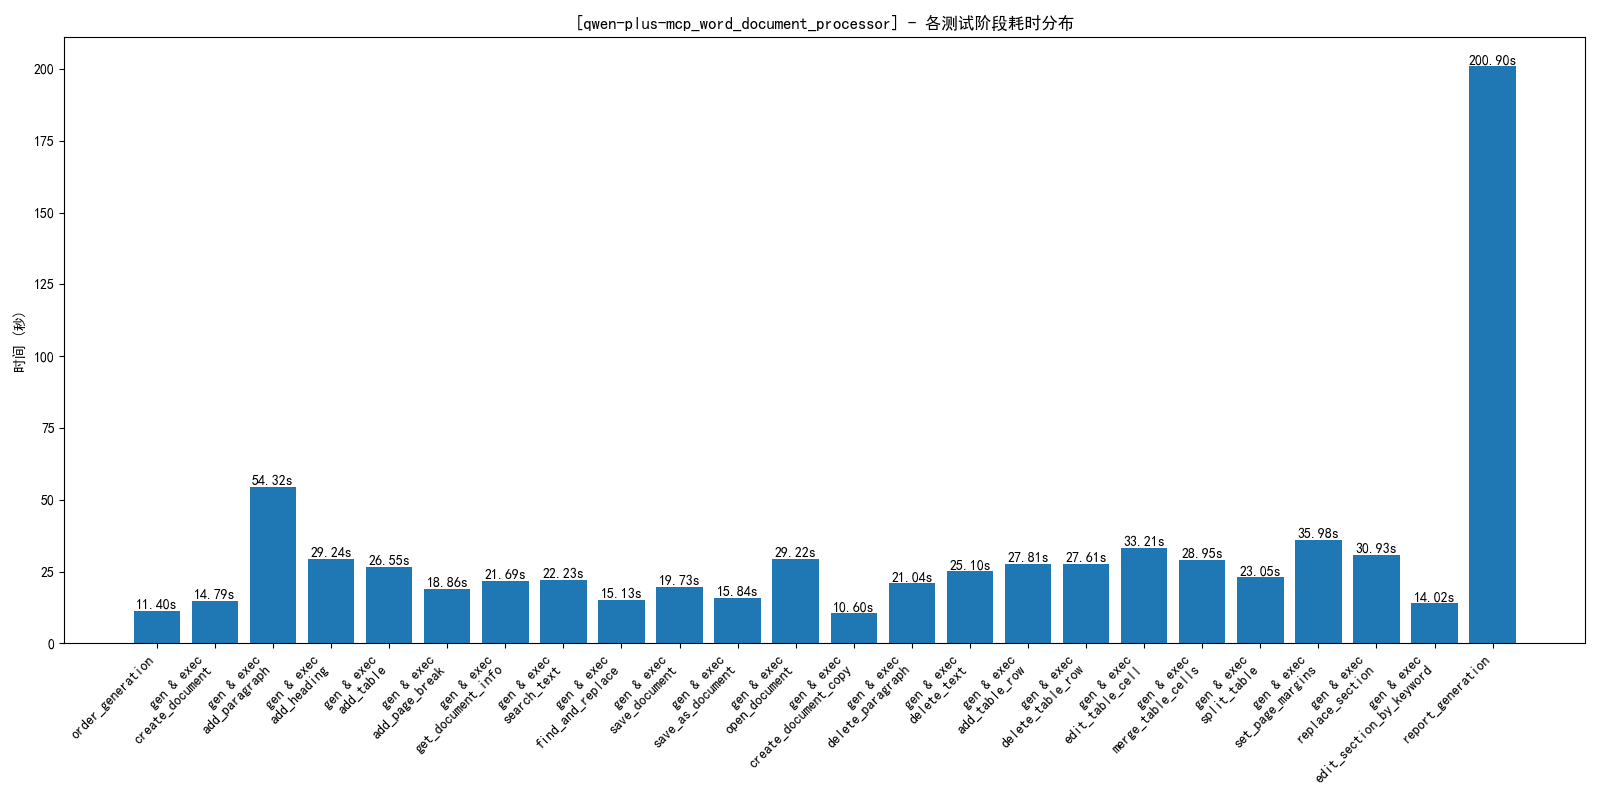 [qwen-plus-mcp_word_document_processor] - 各测试阶段耗时分布
时间 (秒)
200
175
150
125
100
75
50
25
0
11.40s
14.79s
54.32s
29.24s
26.55s
18.86s
21.69s
22.23s
15.13s
19.73s
15.84s
29.22s
10.60s
21.04s
25.10s
27.81s
27.61s
33.21s
28.95s
23.05s
35.98s
30.93s
14.02s
200.90s
order_generation
gen & exec
create_document
gen & exec
add_paragraph
gen & exec
add_heading
gen & exec
add_table
gen & exec
add_page_break
gen & exec
get_document_info
gen & exec
search_text
gen & exec
find_and_replace
gen & exec
save_document
gen & exec
save_as_document
gen & exec
open_document
gen & exec
create_document_copy
gen & exec
delete_paragraph
gen & exec
delete_text
gen & exec
add_table_row
gen & exec
delete_table_row
gen & exec
edit_table_cell
gen & exec
merge_table_cells
gen & exec
split_table
gen & exec
set_page_margins
gen & exec
replace_section
gen & exec
edit_section_by_keyword
report_generation